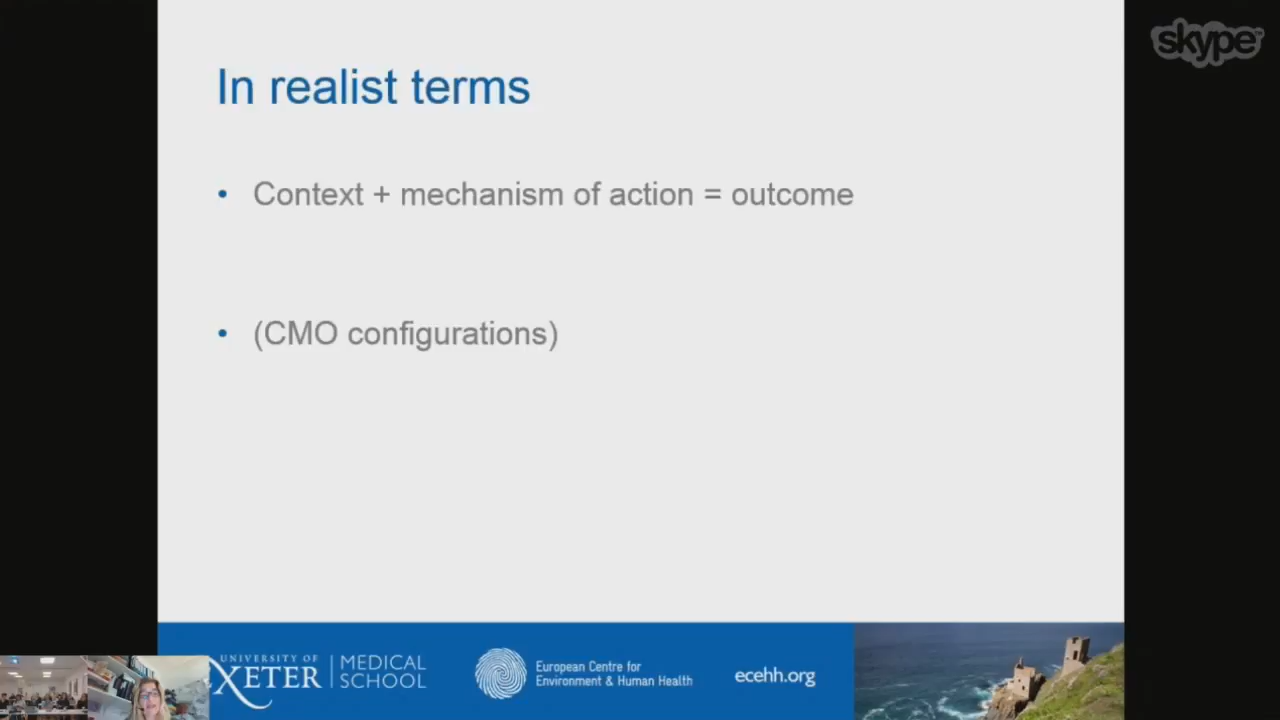 skype
In realist terms
• Context + mechanism of action = outcome
• (CMO configurations)
UNIVERSITY OF
EXETER
MEDICAL
SCHOOL
European Centre for
Environment & Human Health
ecehh.org